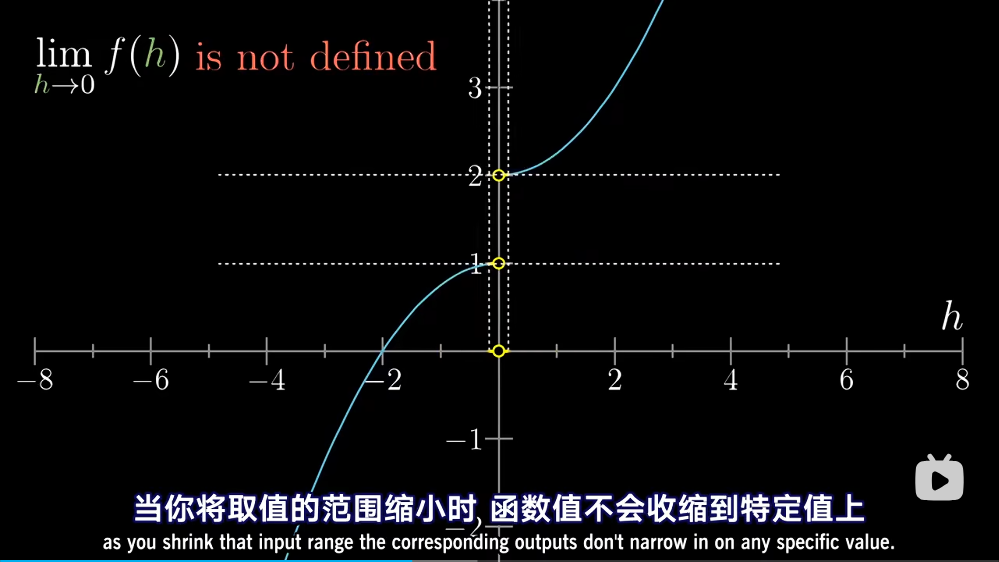 lim f(h) is not defined
h→0
3
2
1
h
−8 −6 −4 −2 2 4 6 8
−1
−2
当你将取值的范围缩小时 函数值不会收缩到特定值上
as you shrink that input range the corresponding outputs don't narrow in on any specific value.